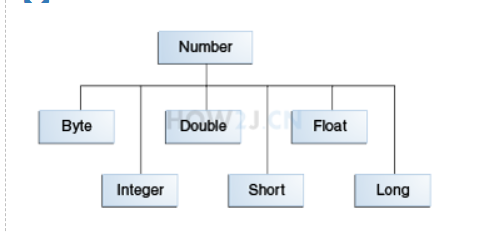 Number
HOW2J.CN
Byte
Double
Float
Integer
Short
Long